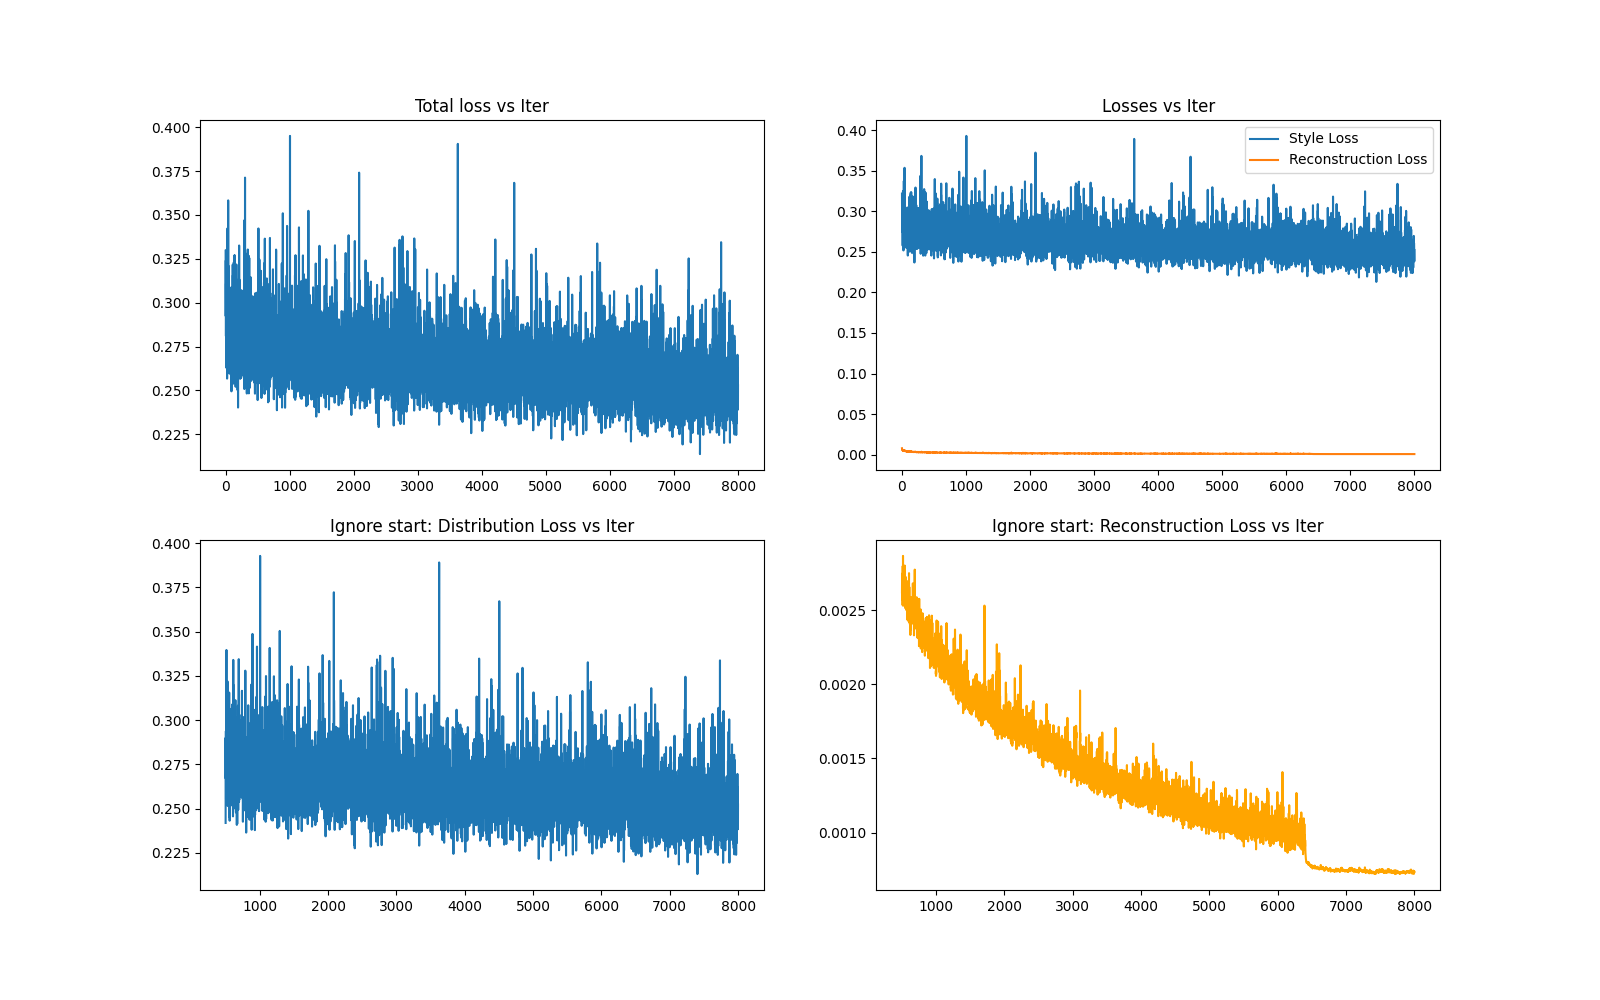 Total loss vs Iter
0.400
0.375
0.350
0.325
0.300
0.275
0.250
0.225
0 1000 2000 3000 4000 5000 6000 7000 8000
Losses vs Iter
Style Loss
Reconstruction Loss
0.40
0.35
0.30
0.25
0.20
0.15
0.10
0.05
0.00
0 1000 2000 3000 4000 5000 6000 7000 8000
Ignore start: Distribution Loss vs Iter
0.400
0.375
0.350
0.325
0.300
0.275
0.250
0.225
1000 2000 3000 4000 5000 6000 7000 8000
Ignore start: Reconstruction Loss vs Iter
0.0025
0.0020
0.0015
0.0010
1000 2000 3000 4000 5000 6000 7000 8000